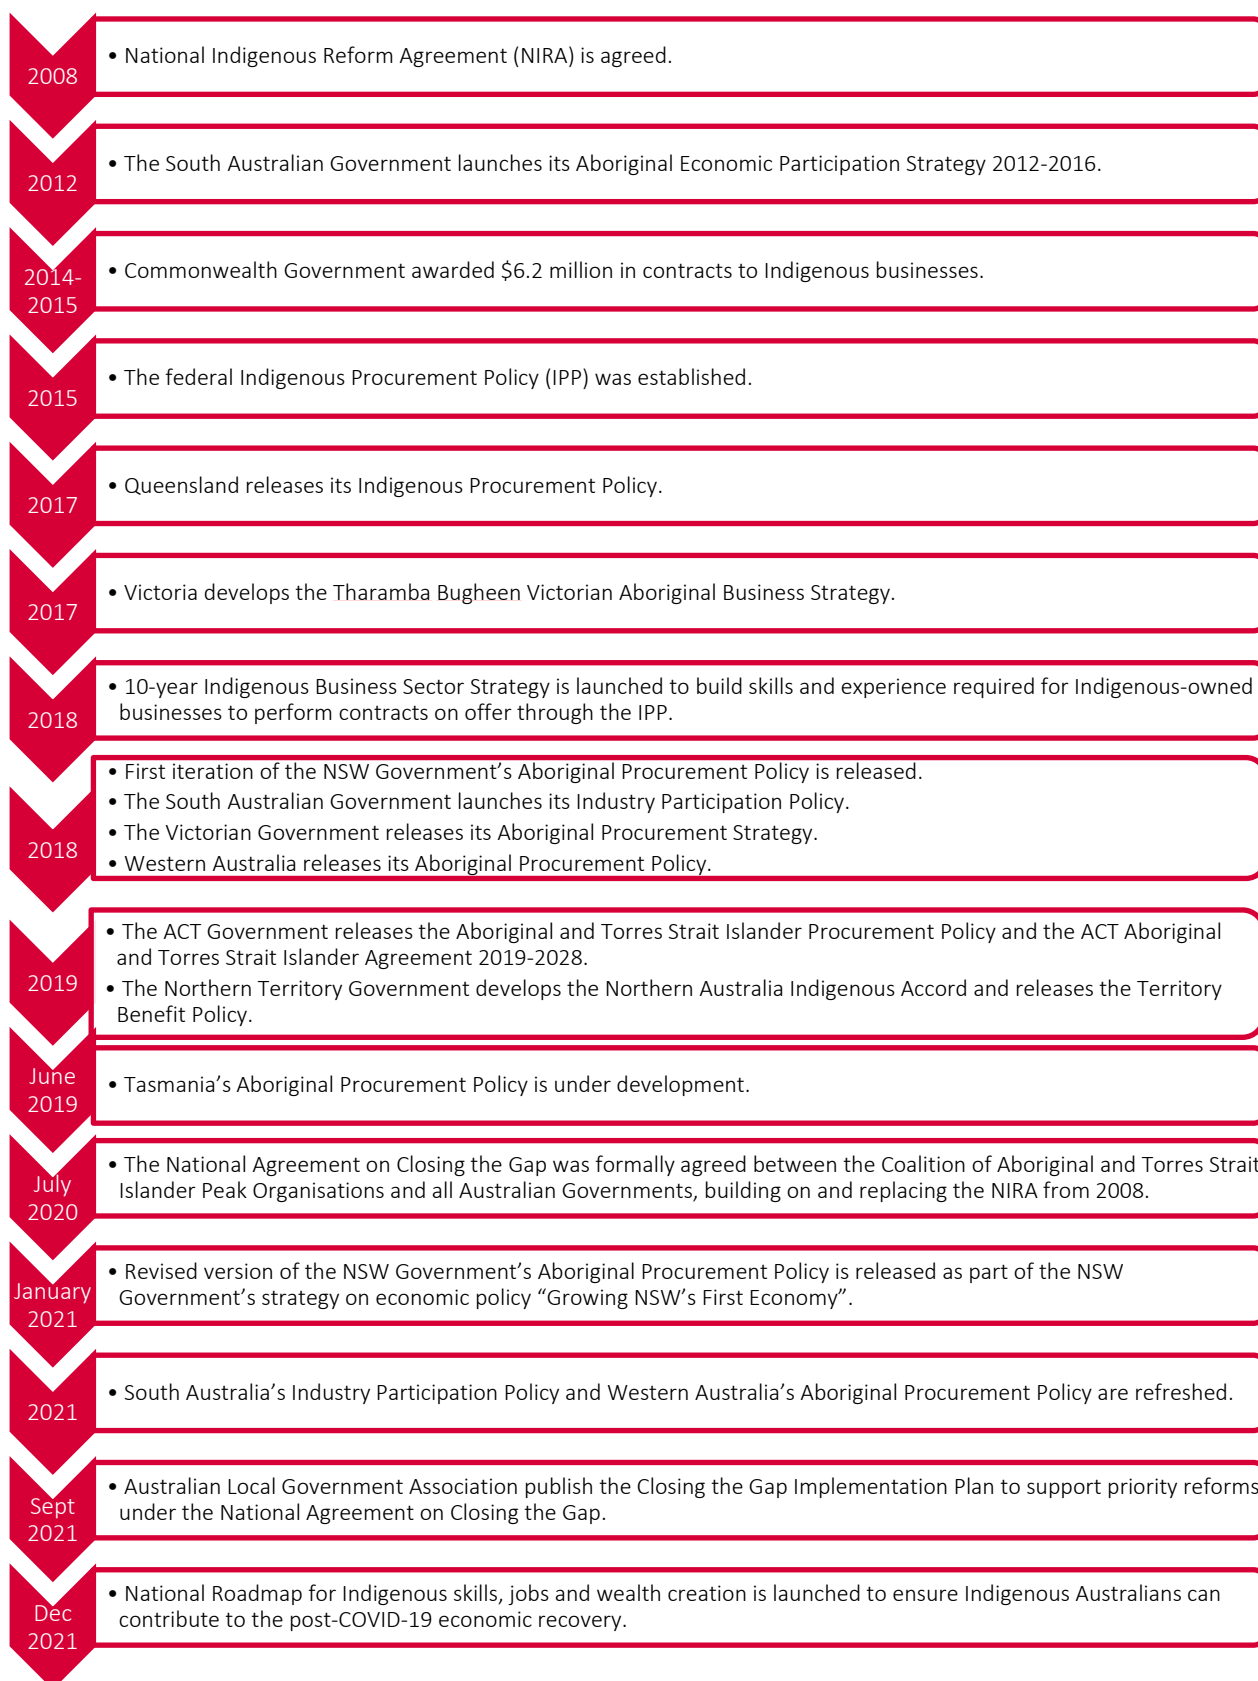 2008
• National Indigenous Reform Agreement (NIRA) is agreed.
2012
• The South Australian Government launches its Aboriginal Economic Participation Strategy 2012-2016.
2014-
2015
• Commonwealth Government awarded $6.2 million in contracts to Indigenous businesses.
2015
• The federal Indigenous Procurement Policy (IPP) was established.
2017
• Queensland releases its Indigenous Procurement Policy.
2017
• Victoria develops the Tharamba Bugheen Victorian Aboriginal Business Strategy.
2018
• 10-year Indigenous Business Sector Strategy is launched to build skills and experience required for Indigenous-owned
businesses to perform contracts on offer through the IPP.
2018
• First iteration of the NSW Government’s Aboriginal Procurement Policy is released.
• The South Australian Government launches its Industry Participation Policy.
• The Victorian Government releases its Aboriginal Procurement Strategy.
• Western Australia releases its Aboriginal Procurement Policy.
2019
• The ACT Government releases the Aboriginal and Torres Strait Islander Procurement Policy and the ACT Aboriginal
and Torres Strait Islander Agreement 2019-2028.
• The Northern Territory Government develops the Northern Australia Indigenous Accord and releases the Territory
Benefit Policy.
June
2019
• Tasmania’s Aboriginal Procurement Policy is under development.
July
2020
• The National Agreement on Closing the Gap was formally agreed between the Coalition of Aboriginal and Torres Strait
Islander Peak Organisations and all Australian Governments, building on and replacing the NIRA from 2008.
January
2021
• Revised version of the NSW Government’s Aboriginal Procurement Policy is released as part of the NSW
Government’s strategy on economic policy “Growing NSW’s First Economy”.
2021
• South Australia’s Industry Participation Policy and Western Australia’s Aboriginal Procurement Policy are refreshed.
Sept
2021
• Australian Local Government Association publish the Closing the Gap Implementation Plan to support priority reforms
under the National Agreement on Closing the Gap.
Dec
2021
• National Roadmap for Indigenous skills, jobs and wealth creation is launched to ensure Indigenous Australians can
contribute to the post-COVID-19 economic recovery.